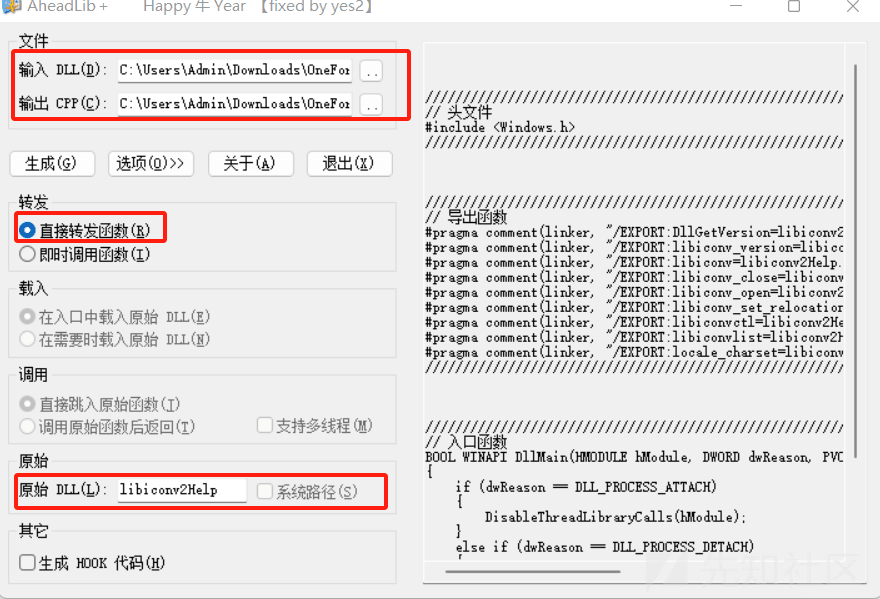 AheadLib+ Happy 牛 Year 【fixed by yes2】
文件
输入 DLL(D): C:\Users\Admin\Downloads\OneFor ..
输出 CPP(C): C:\Users\Admin\Downloads\OneFor ..
生成(G) 选项(O)>> 关于(A) 退出(X)
转发
直接转发函数(R)
即时调用函数(I)
载入
在入口中载入原始 DLL(E)
在需要时载入原始 DLL(N)
调用
直接跳入原始函数(J)
调用原始函数后返回(T) 支持多线程(M)
原始
原始 DLL(L): libiconv2Help 系统路径(S)
其它
生成 HOOK 代码(H)
////////////////////////////////////////////////////////
// 头文件
#include <Windows.h>
////////////////////////////////////////////////////////
////////////////////////////////////////////////////////
// 导出函数
#pragma comment(linker, "/EXPORT:DllGetVersion=libiconv2
#pragma comment(linker, "/EXPORT:libiconv_version=libico
#pragma comment(linker, "/EXPORT:libiconv=libiconv2Help.
#pragma comment(linker, "/EXPORT:libiconv_close=libiconv
#pragma comment(linker, "/EXPORT:libiconv_open=libiconv2
#pragma comment(linker, "/EXPORT:libiconv_set_relocation
#pragma comment(linker, "/EXPORT:libiconvctl=libiconv2He
#pragma comment(linker, "/EXPORT:libiconvlist=libiconv2H
#pragma comment(linker, "/EXPORT:locale_charset=libiconv
////////////////////////////////////////////////////////
////////////////////////////////////////////////////////
// 入口函数
BOOL WINAPI DllMain(HMODULE hModule, DWORD dwReason, PVO
{
if (dwReason == DLL_PROCESS_ATTACH)
{
DisableThreadLibraryCalls(hModule);
}
else if (dwReason == DLL_PROCESS_DETACH)
先知社区